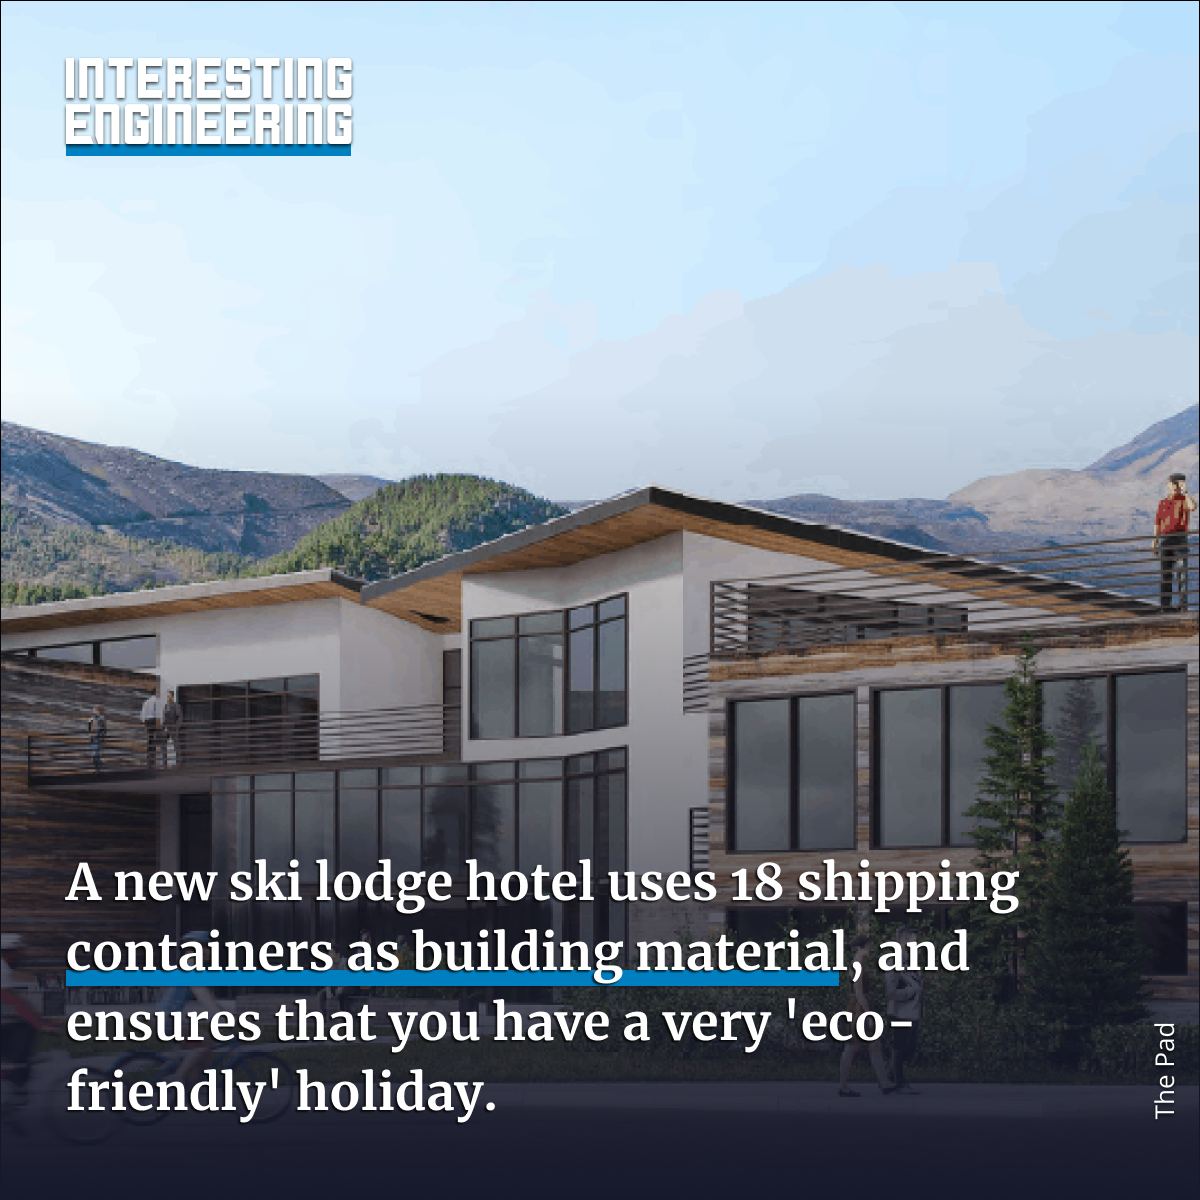 INTERESTING
ENGINEERING
A new ski lodge hotel uses 18 shipping
containers as building material, and
ensures that you have a very 'eco-
friendly' holiday.
The Pad